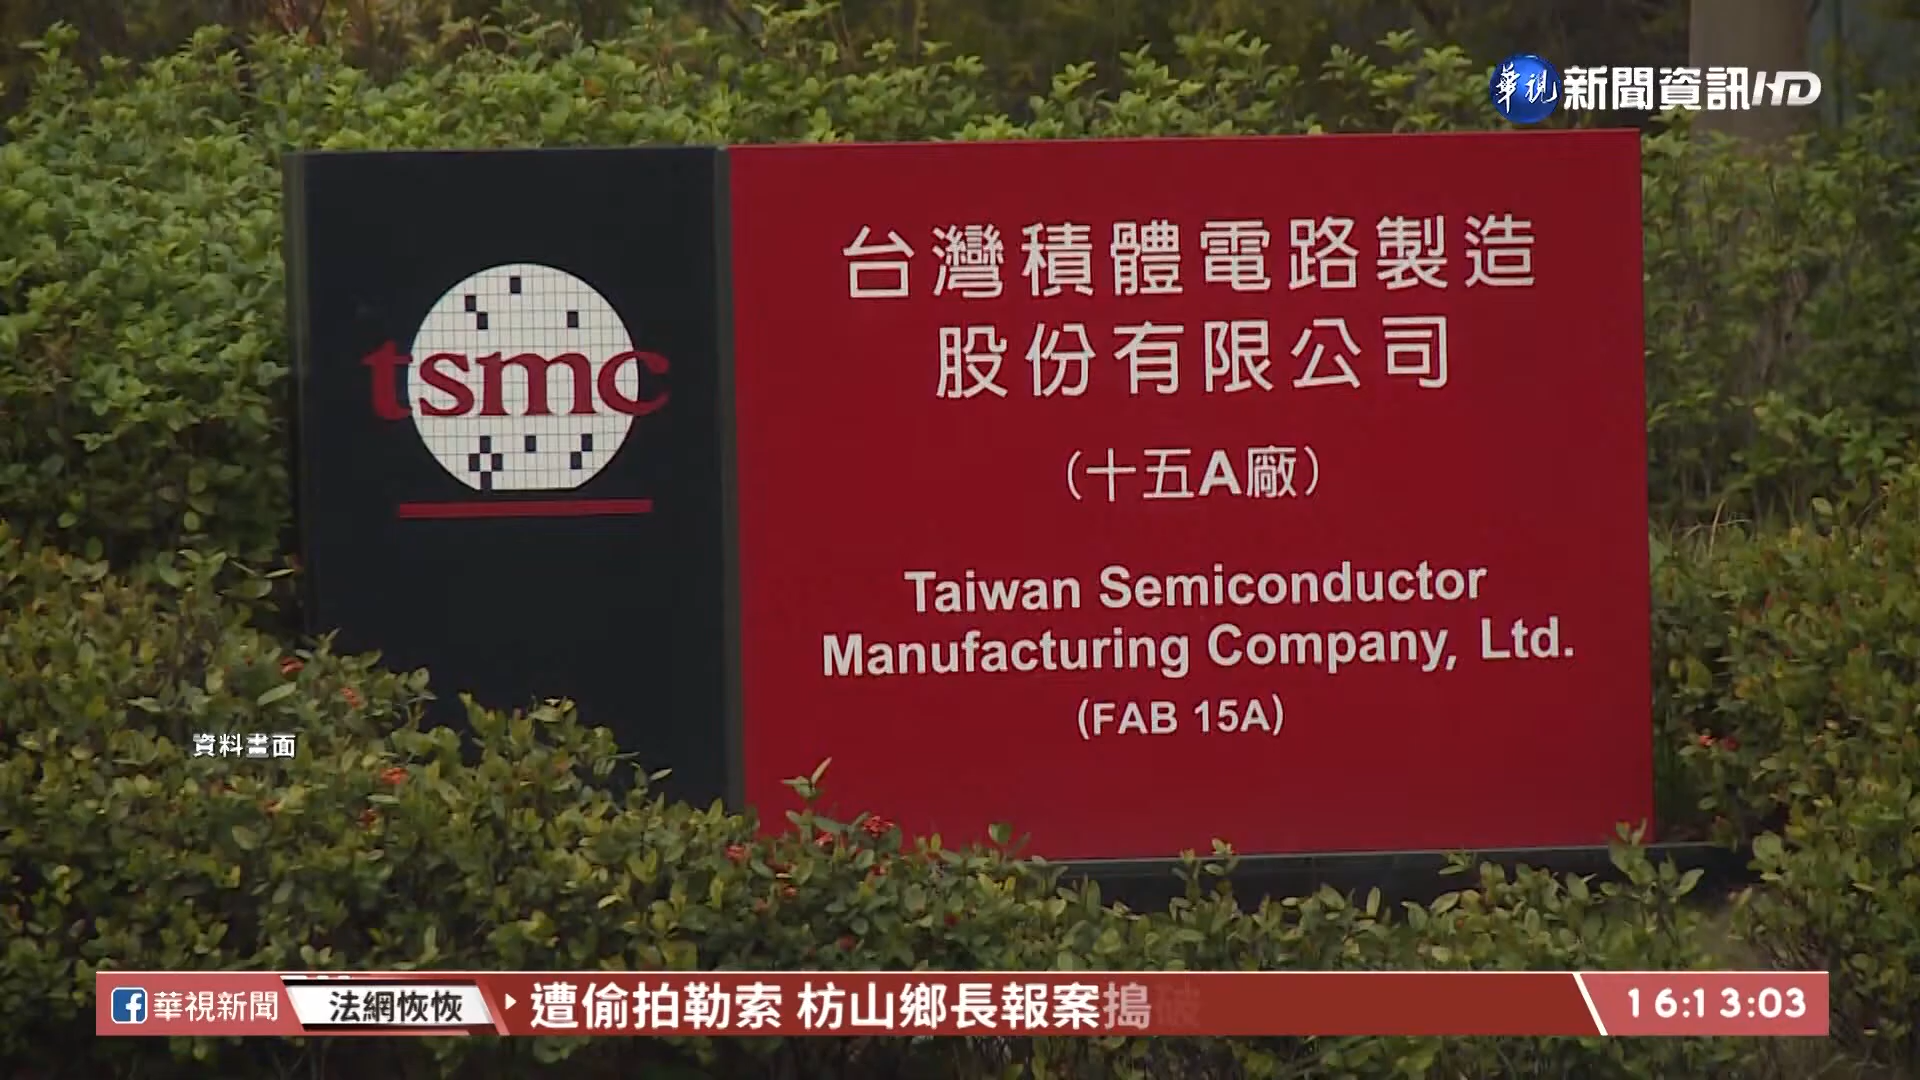 華視 新聞資訊HD
台灣積體電路製造
股份有限公司
(十五A廠)
tsmc
Taiwan Semiconductor
Manufacturing Company, Ltd.
(FAB 15A)
資料畫面
華視新聞 法網恢恢 遭偷拍勒索 枋山鄉長報案搗破 16:13:03